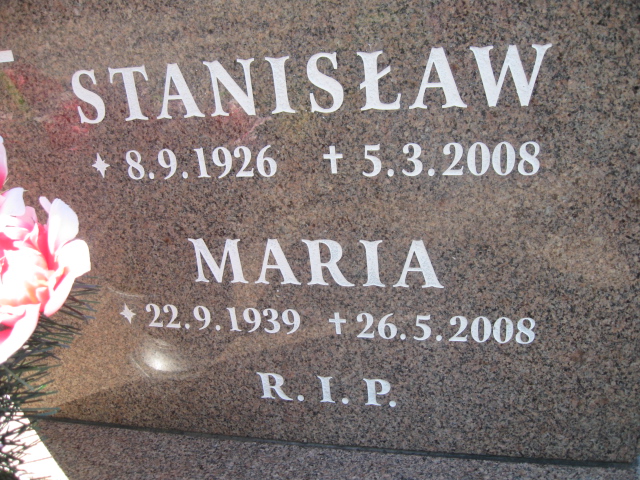 STANISŁAW
✦ 8.9.1926 ✝ 5.3.2008
MARIA
✦ 22.9.1939 ✝ 26.5.2008
R.I.P.